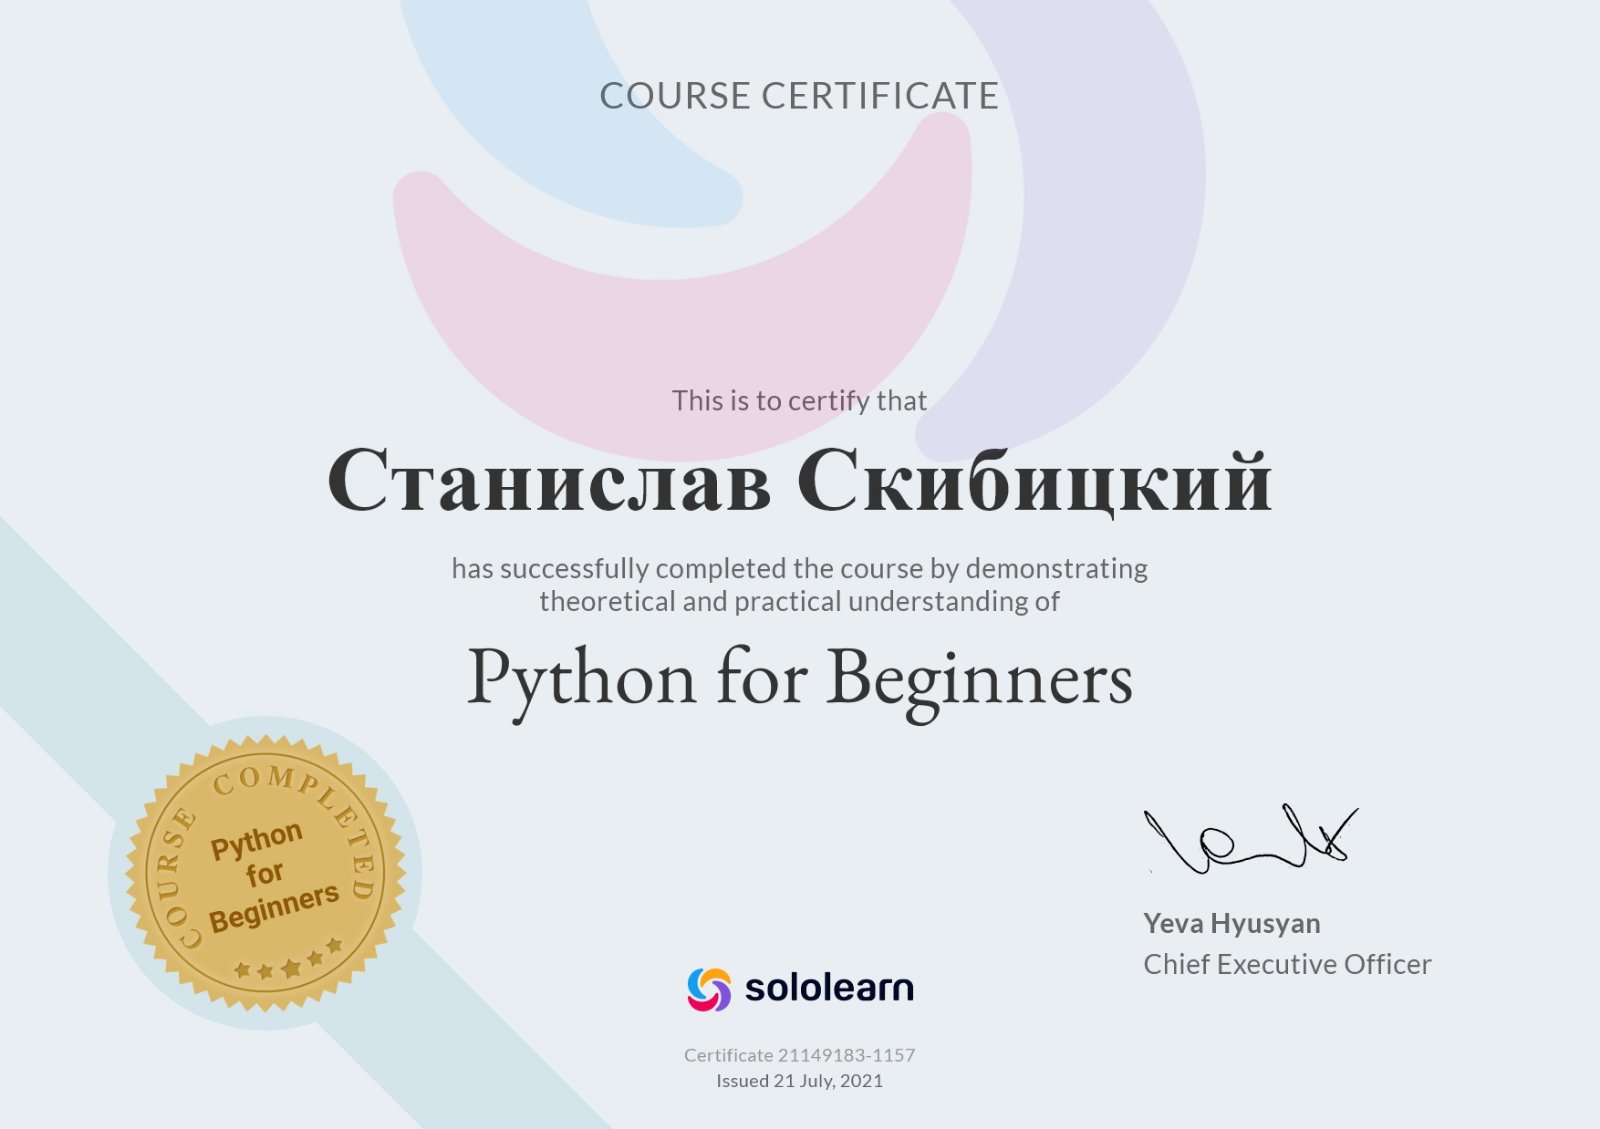 COURSE CERTIFICATE
This is to certify that
Станислав Скибицкий
has successfully completed the course by demonstrating
theoretical and practical understanding of
Python for Beginners
COURSE COMPLETED
Python
for
Beginners
Yeva Hyusyan
Chief Executive Officer
sololearn
Certificate 21149183-1157
Issued 21 July, 2021